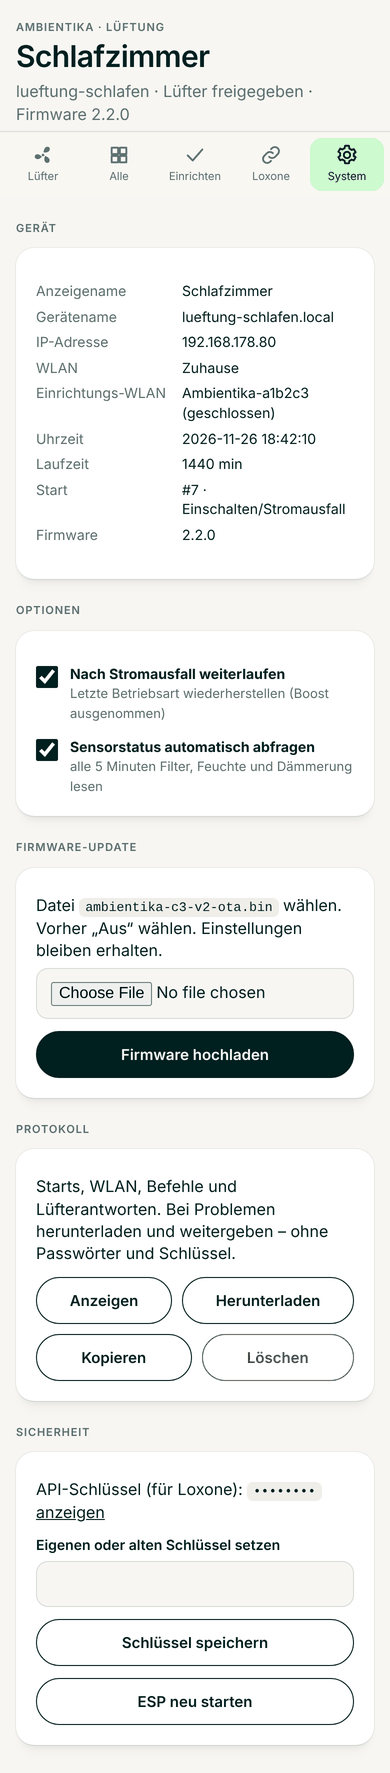 AMBIENTIKA · LÜFTUNG
Schlafzimmer
lueftung-schlafen · Lüfter freigegeben ·
Firmware 2.2.0
Lüfter
Alle
Einrichten
Loxone
System
GERÄT
Anzeigename Schlafzimmer
Gerätename lueftung-schlafen.local
IP-Adresse 192.168.178.80
WLAN Zuhause
Einrichtungs-WLAN Ambientika-a1b2c3
(geschlossen)
Uhrzeit 2026-11-26 18:42:10
Laufzeit 1440 min
Start #7 ·
Einschalten/Stromausfall
Firmware 2.2.0
OPTIONEN
Nach Stromausfall weiterlaufen
Letzte Betriebsart wiederherstellen (Boost
ausgenommen)
Sensorstatus automatisch abfragen
alle 5 Minuten Filter, Feuchte und Dämmerung
lesen
FIRMWARE-UPDATE
Datei ambientika-c3-v2-ota.bin wählen.
Vorher „Aus“ wählen. Einstellungen
bleiben erhalten.
Choose File No file chosen
Firmware hochladen
PROTOKOLL
Starts, WLAN, Befehle und
Lüfterantworten. Bei Problemen
herunterladen und weitergeben – ohne
Passwörter und Schlüssel.
Anzeigen
Herunterladen
Kopieren
Löschen
SICHERHEIT
API-Schlüssel (für Loxone): ••••••••
anzeigen
Eigenen oder alten Schlüssel setzen
Schlüssel speichern
ESP neu starten